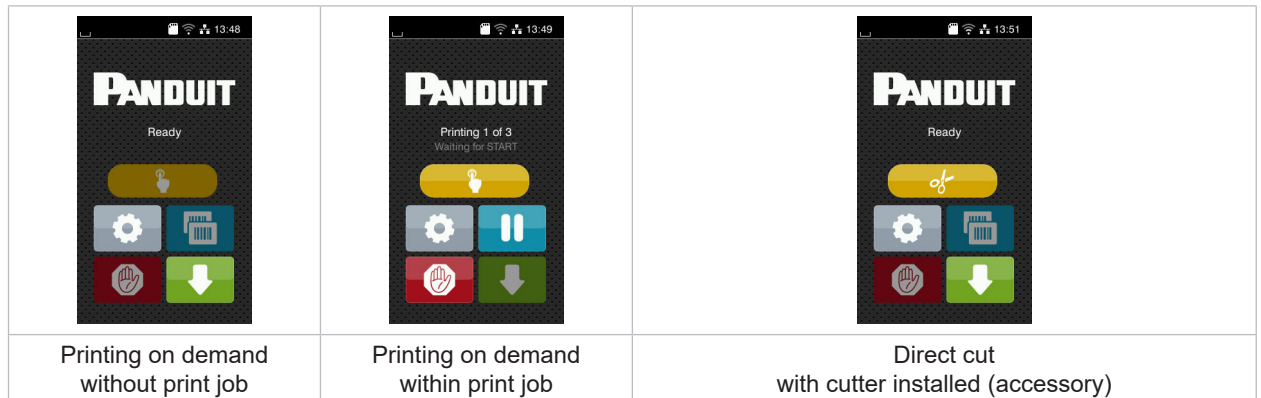 13:48
PANDUIT
Ready
13:49
PANDUIT
Printing 1 of 3
Waiting for START
13:51
PANDUIT
Ready
Printing on demand
without print job
Printing on demand
within print job
Direct cut
with cutter installed (accessory)